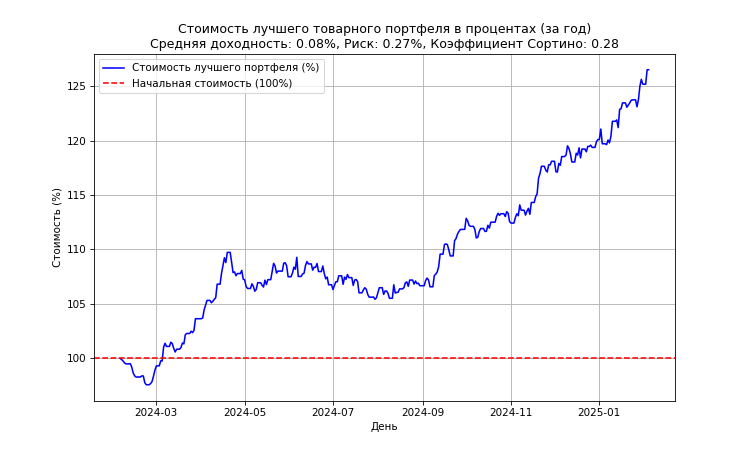 Стоимость лучшего товарного портфеля в процентах (за год)
Средняя доходность: 0.08%, Риск: 0.27%, Коэффициент Сортино: 0.28
Стоимость лучшего портфеля (%)
Начальная стоимость (100%)
Стоимость (%)
125
120
115
110
105
100
2024-03
2024-05
2024-07
2024-09
2024-11
2025-01
День